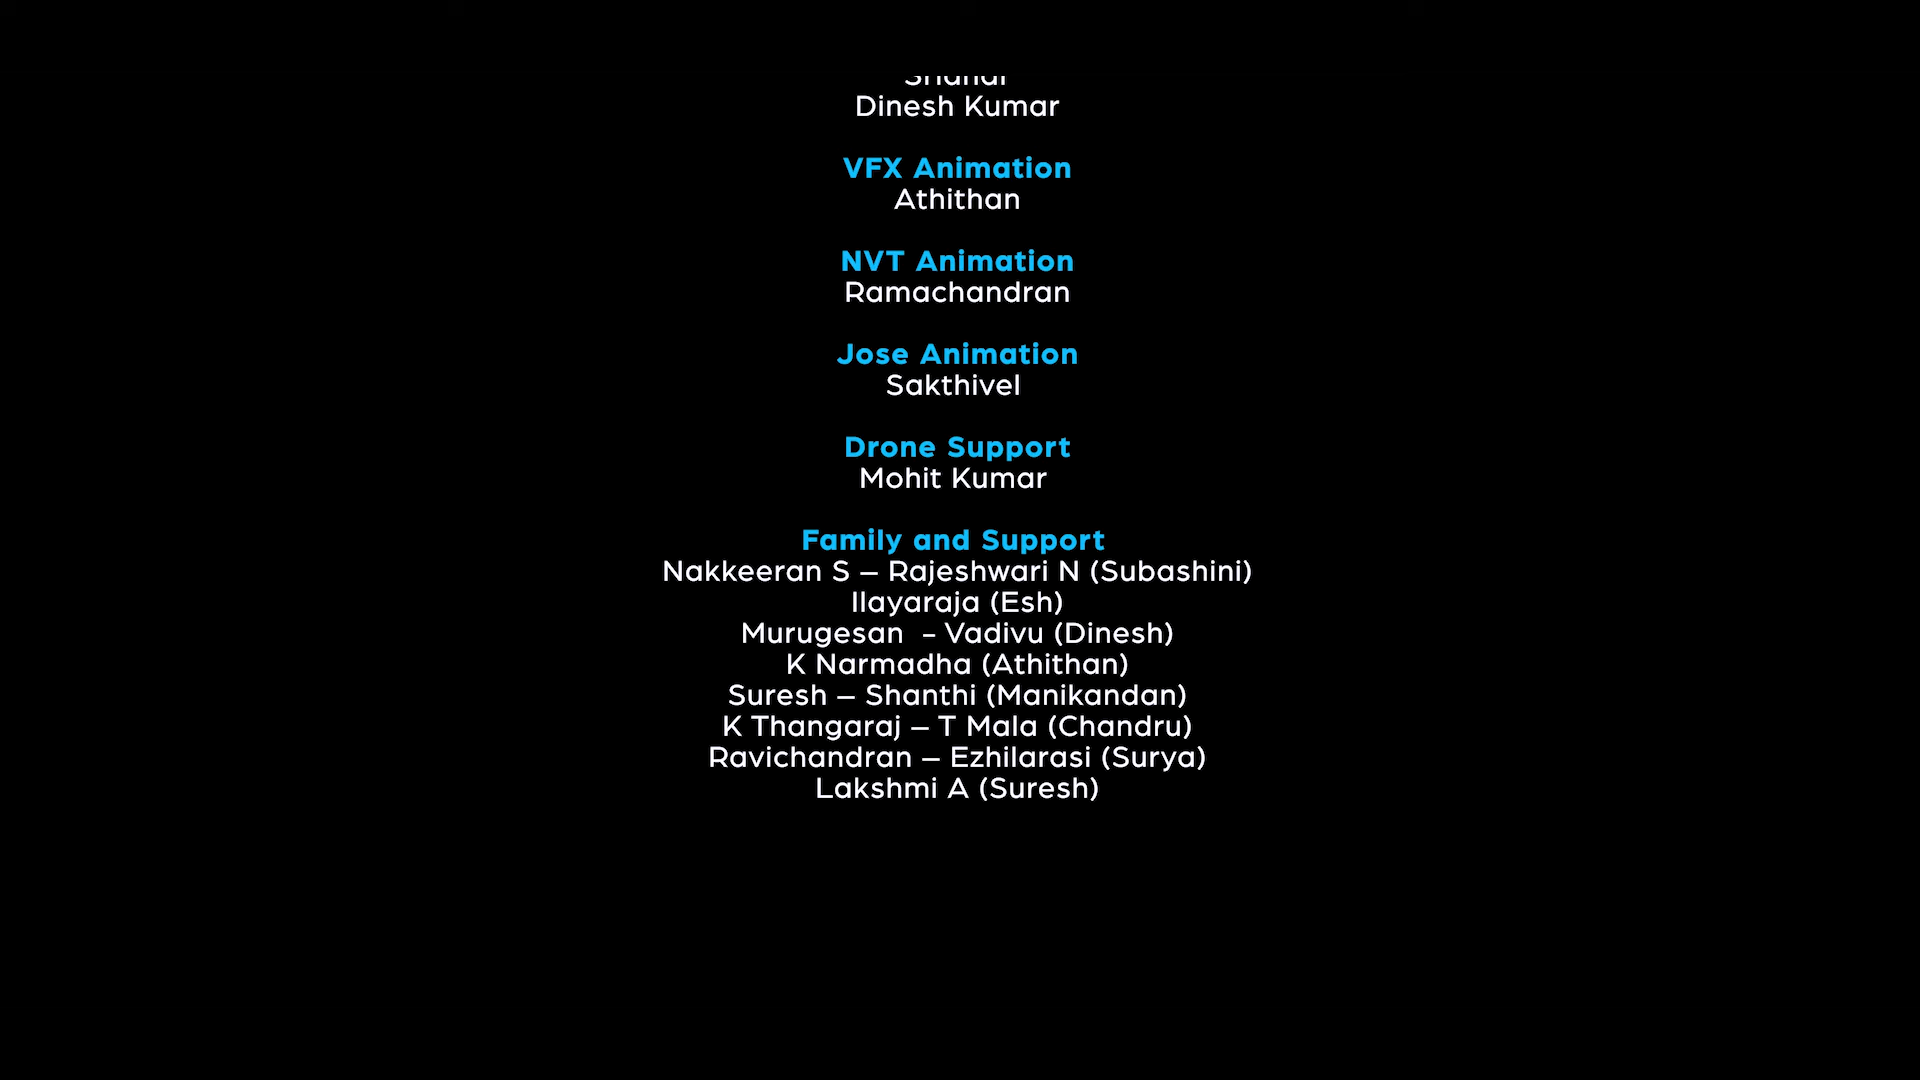 Dinesh Kumar
VFX Animation
Athithan
NVT Animation
Ramachandran
Jose Animation
Sakthivel
Drone Support
Mohit Kumar
Family and Support
Nakkeeran S – Rajeshwari N (Subashini)
Ilayaraja (Esh)
Murugesan  - Vadivu (Dinesh)
K Narmadha (Athithan)
Suresh – Shanthi (Manikandan)
K Thangaraj – T Mala (Chandru)
Ravichandran – Ezhilarasi (Surya)
Lakshmi A (Suresh)